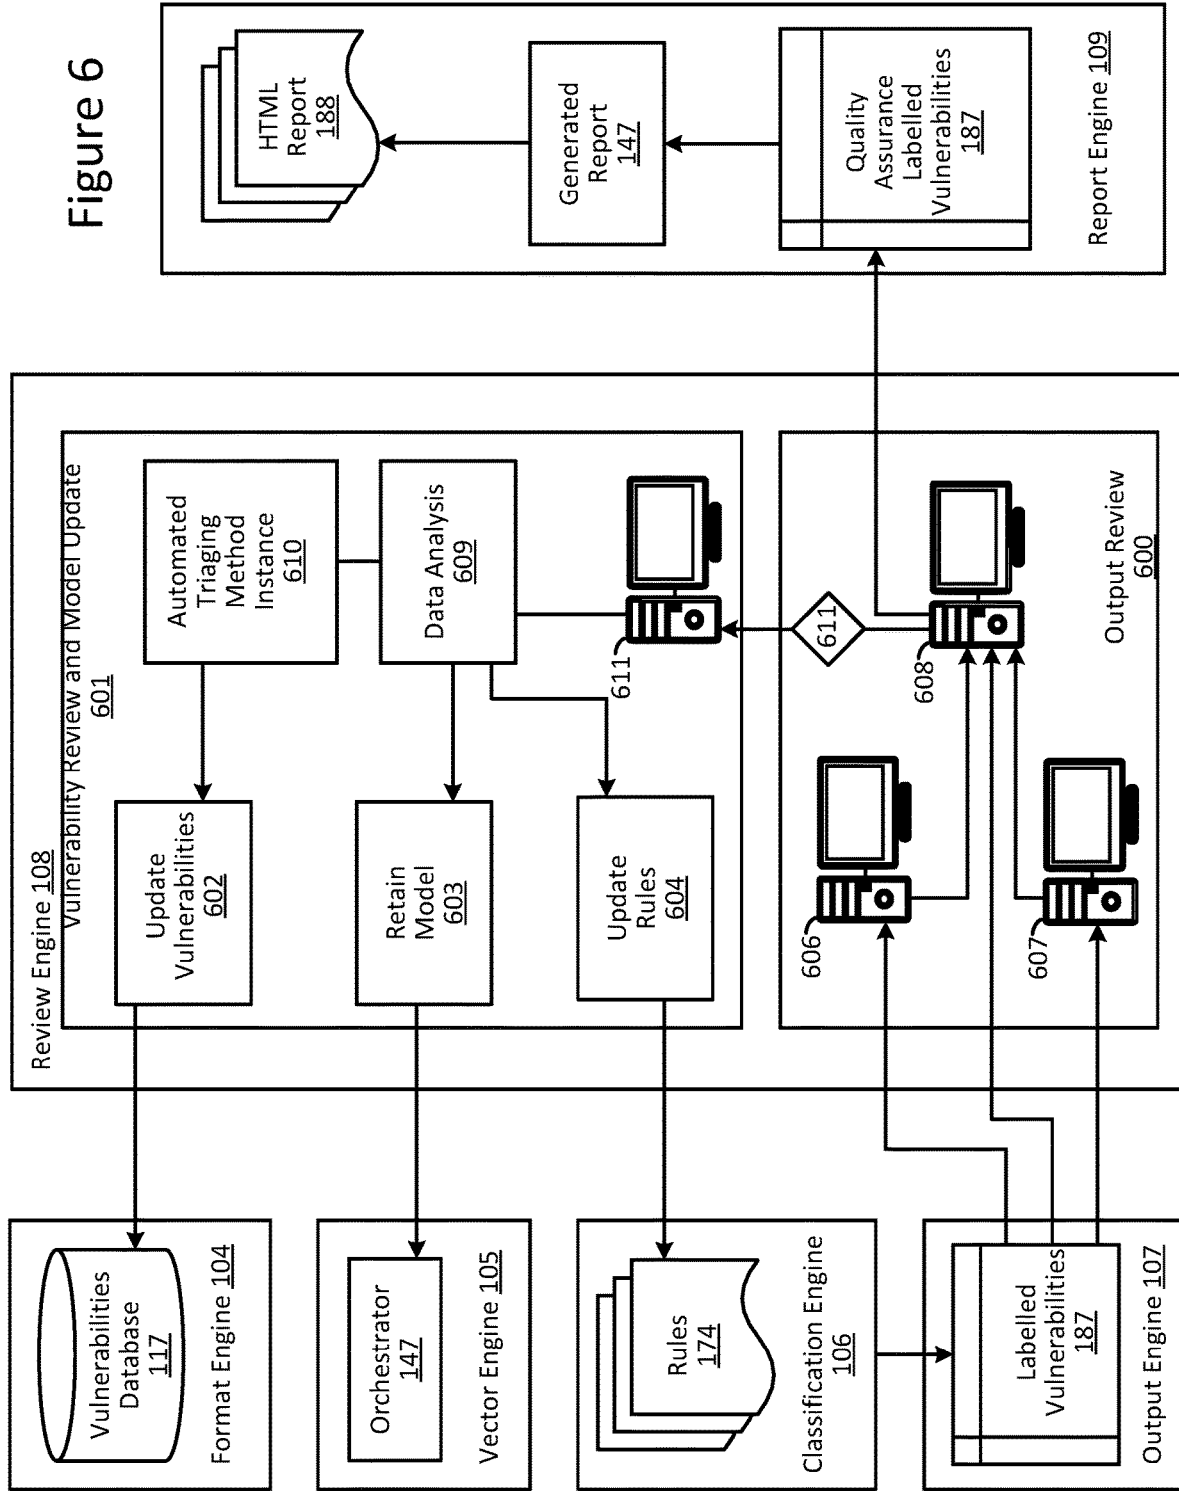 Figure 6
Format Engine 104
Vulnerabilities
Database
117
Vector Engine 105
Orchestrator
147
Classification Engine
106
Rules
174
Output Engine 107
Labelled
Vulnerabilities
187
Review Engine 108
Vulnerability Review and Model Update
601
Update
Vulnerabilities
602
Automated
Triaging
Method
Instance
610
Retain
Model
603
Data Analysis
609
Update
Rules
604
611
611
606
607
608
Output Review
600
HTML
Report
188
Generated
Report
147
Quality
Assurance
Labelled
Vulnerabilities
187
Report Engine 109